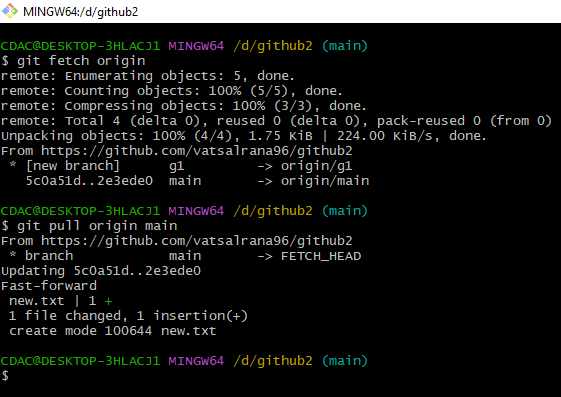 MINGW64:/d/github2
CDAC@DESKTOP-3HLACJ1 MINGW64 /d/github2 (main)
$ git fetch origin
remote: Enumerating objects: 5, done.
remote: Counting objects: 100% (5/5), done.
remote: Compressing objects: 100% (3/3), done.
remote: Total 4 (delta 0), reused 0 (delta 0), pack-reused 0 (from 0)
Unpacking objects: 100% (4/4), 1.75 KiB | 224.00 KiB/s, done.
From https://github.com/vatsalrana96/github2
 * [new branch]      g1         -> origin/g1
   5c0a51d..2e3ede0  main       -> origin/main
CDAC@DESKTOP-3HLACJ1 MINGW64 /d/github2 (main)
$ git pull origin main
From https://github.com/vatsalrana96/github2
 * branch            main       -> FETCH_HEAD
Updating 5c0a51d..2e3ede0
Fast-forward
 new.txt | 1 +
 1 file changed, 1 insertion(+)
 create mode 100644 new.txt
CDAC@DESKTOP-3HLACJ1 MINGW64 /d/github2 (main)
$